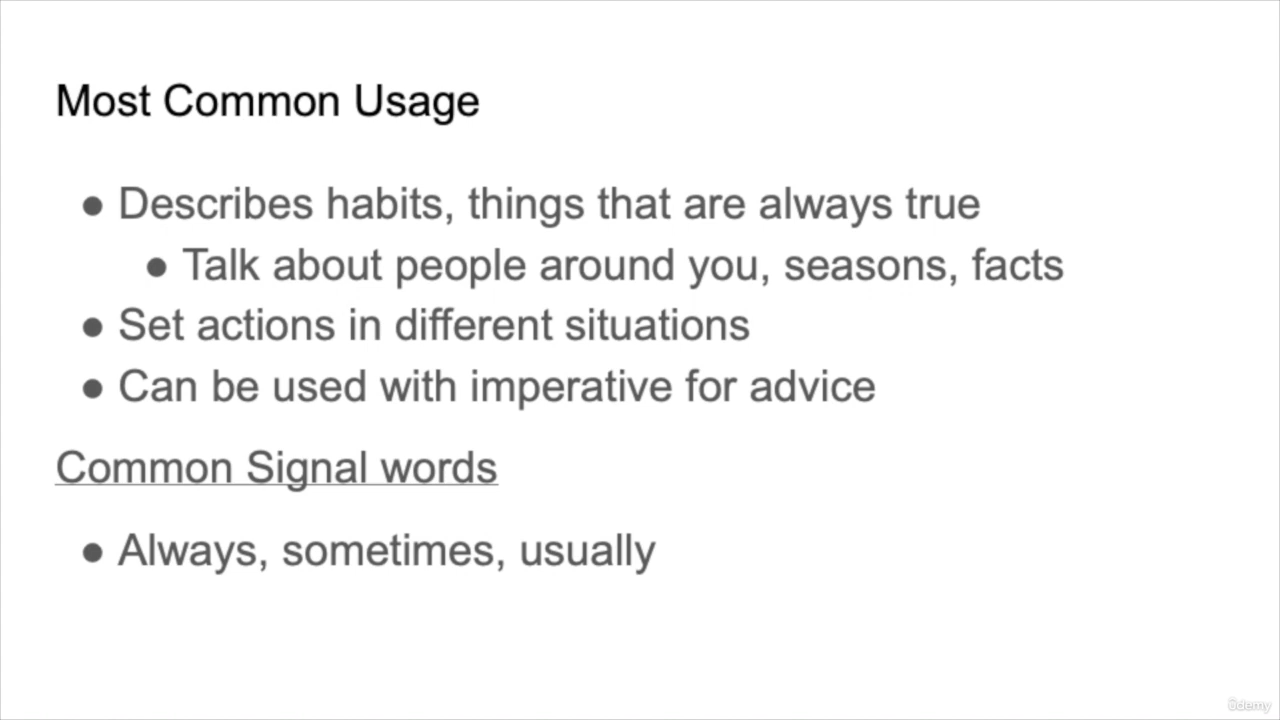 Most Common Usage
● Describes habits, things that are always true
● Talk about people around you, seasons, facts
● Set actions in different situations
● Can be used with imperative for advice
Common Signal words
● Always, sometimes, usually
ûdemy